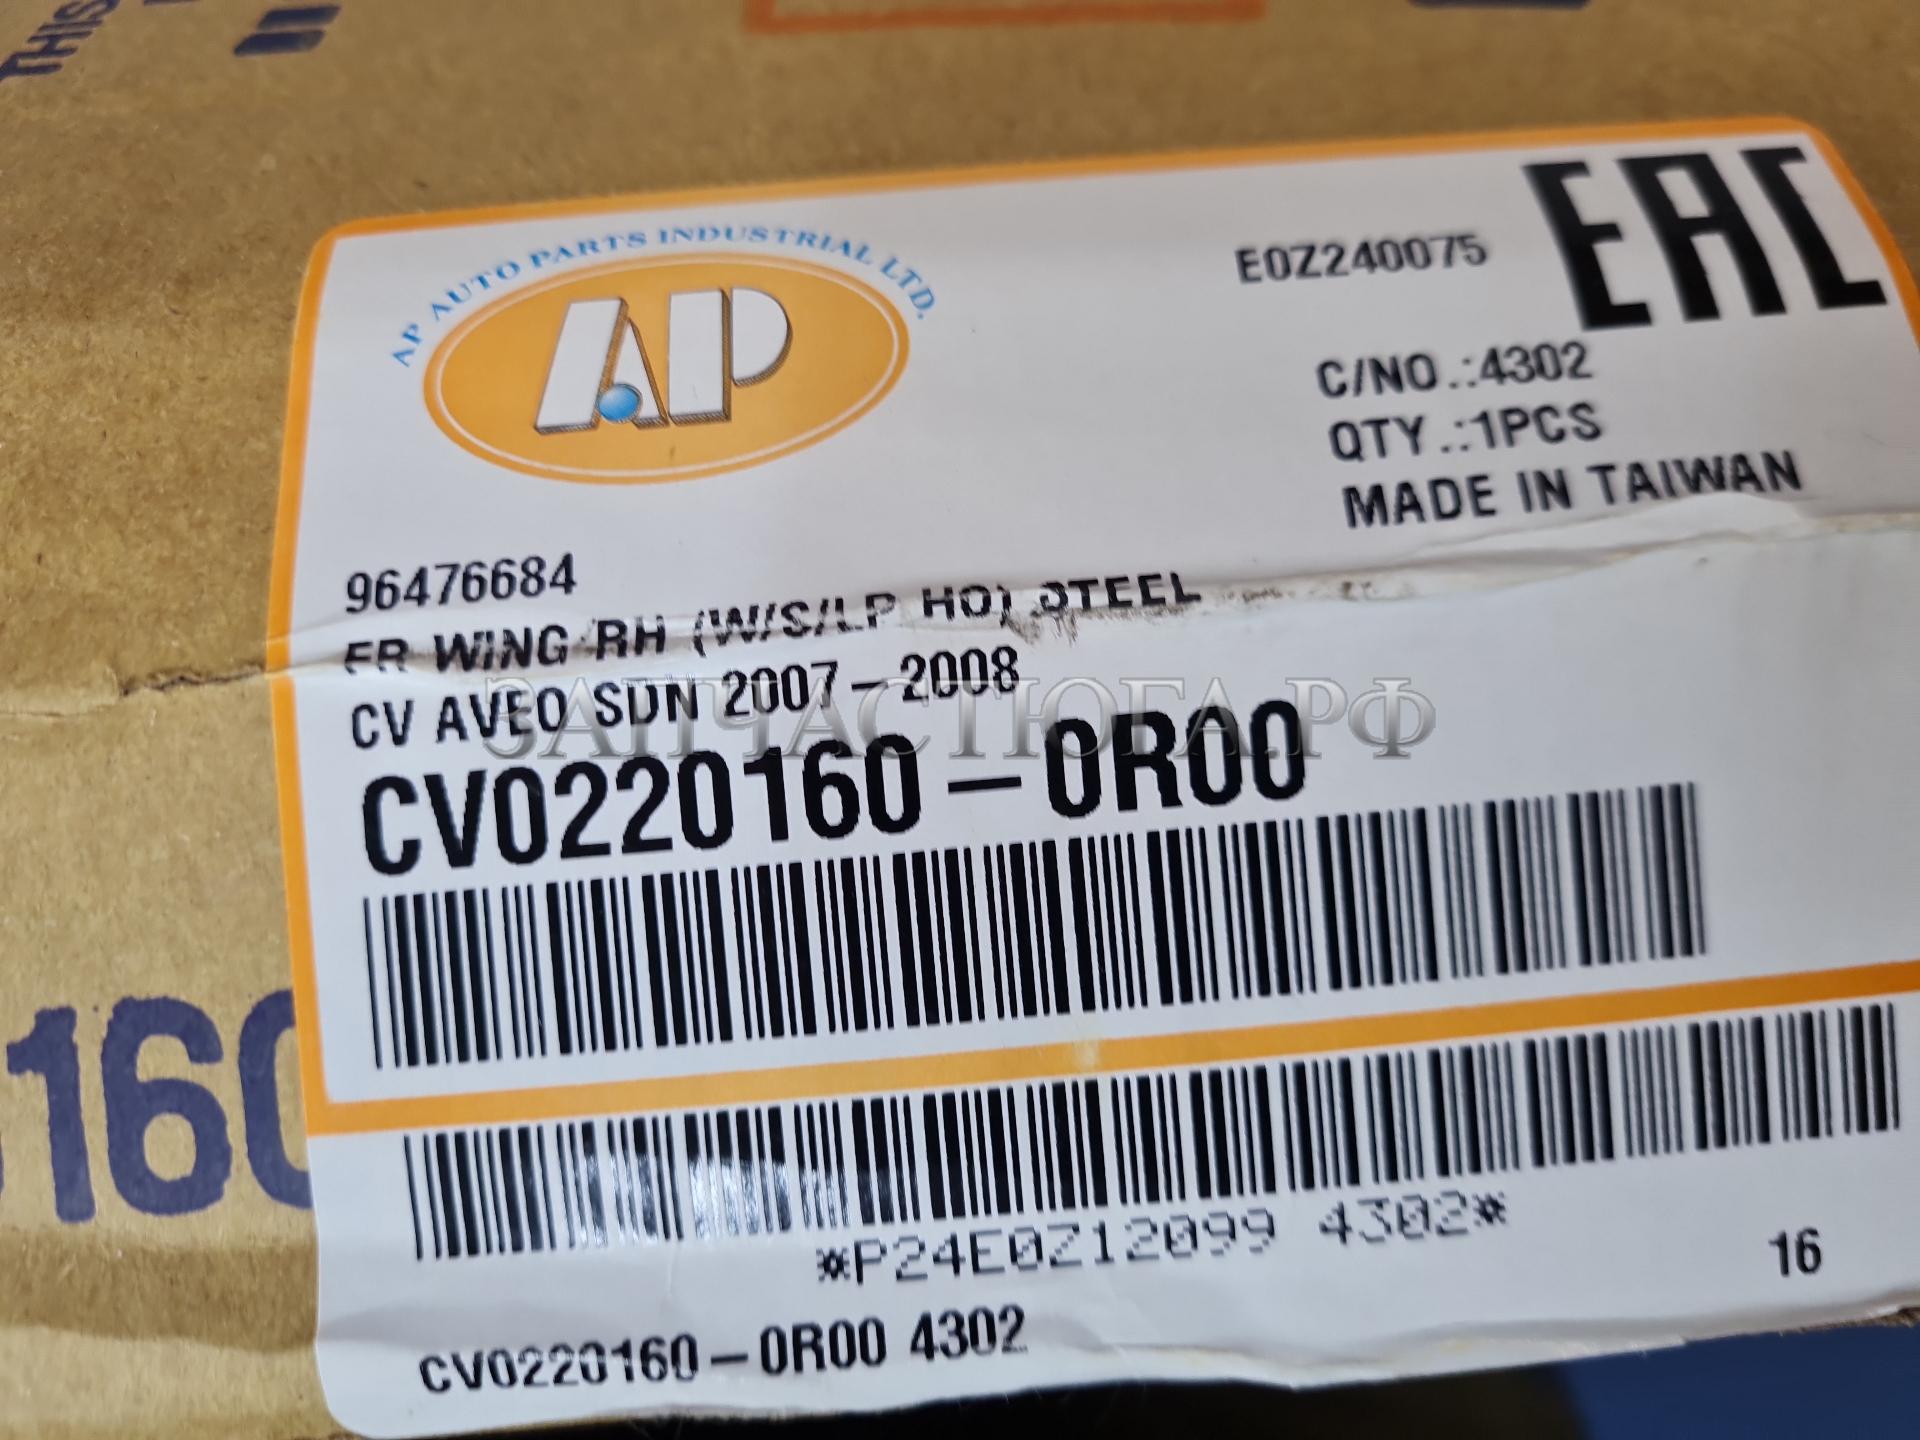 THIS
AP AUTO PARTS INDUSTRIAL LTD.
AP
E0Z240075
EAC
C/NO.:4302
QTY.:1PCS
MADE IN TAIWAN
96476684
FR WING RH (W/S/LP HO) STEEL
CV AVEO SDN 2007-2008
ЗАПЧАСТЮГА.РФ
CV0220160-0R00
160
*P24E0Z12099 4302*
16
CV0220160-0R00 4302